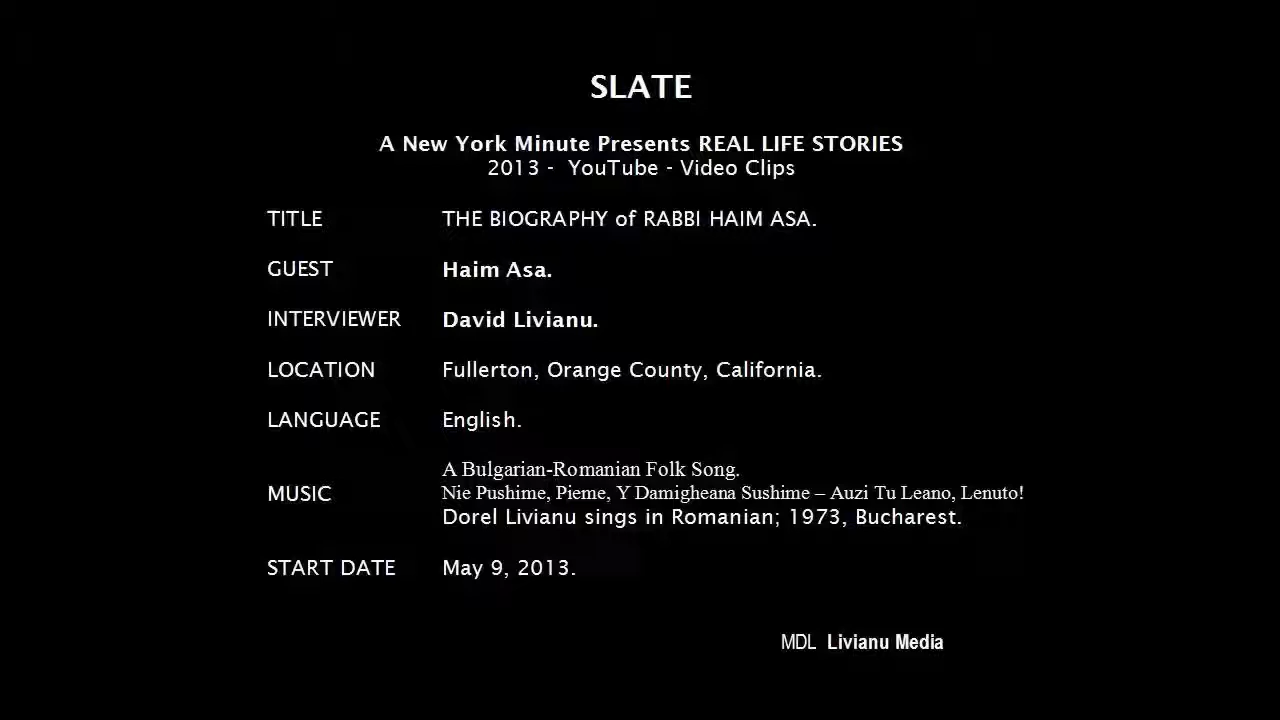 SLATE
A New York Minute Presents REAL LIFE STORIES
2013 - YouTube - Video Clips
TITLE THE BIOGRAPHY of RABBI HAIM ASA.
GUEST Haim Asa.
INTERVIEWER David Livianu.
LOCATION Fullerton, Orange County, California.
LANGUAGE English.
A Bulgarian-Romanian Folk Song.
MUSIC Nie Pushime, Pieme, Y Damigheana Sushime – Auzi Tu Leano, Lenuto!
Dorel Livianu sings in Romanian; 1973, Bucharest.
START DATE May 9, 2013.
MDL Livianu Media